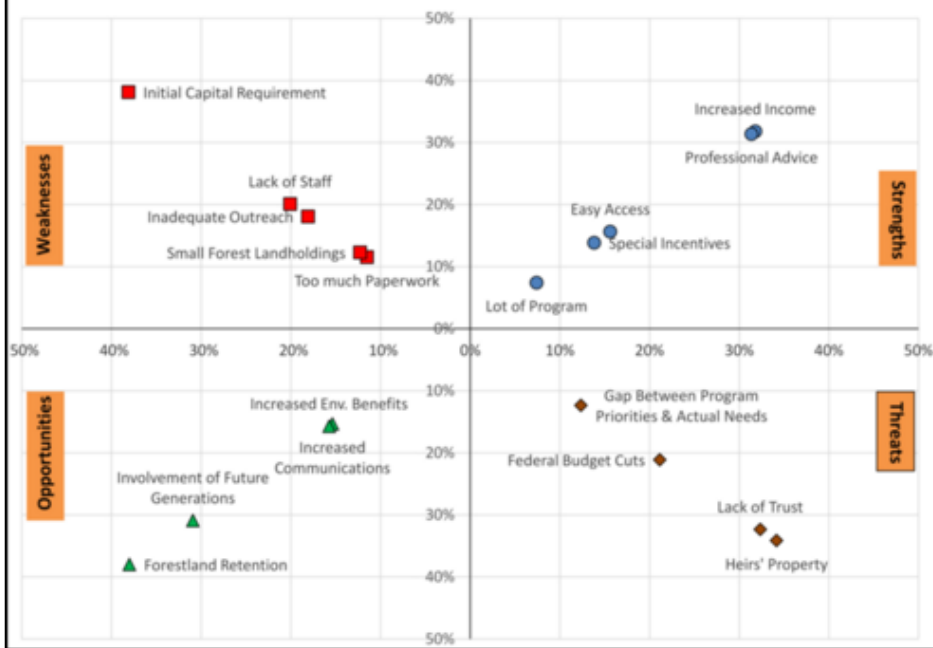 50%
40%
Initial Capital Requirement
Increased Income
30%
Professional Advice
Weaknesses
Strengths
Lack of Staff
20%
Easy Access
Inadequate Outreach
Special Incentives
Small Forest Landholdings
10%
Too much Paperwork
Lot of Program
0%
50% 40% 30% 20% 10% 0% 10% 20% 30% 40% 50%
10%
Opportunities
Threats
Increased Env. Benefits
Gap Between Program
Priorities & Actual Needs
Increased
Communications
20%
Federal Budget Cuts
Involvement of Future
Generations
Lack of Trust
30%
Forestland Retention
Heirs' Property
40%
50%